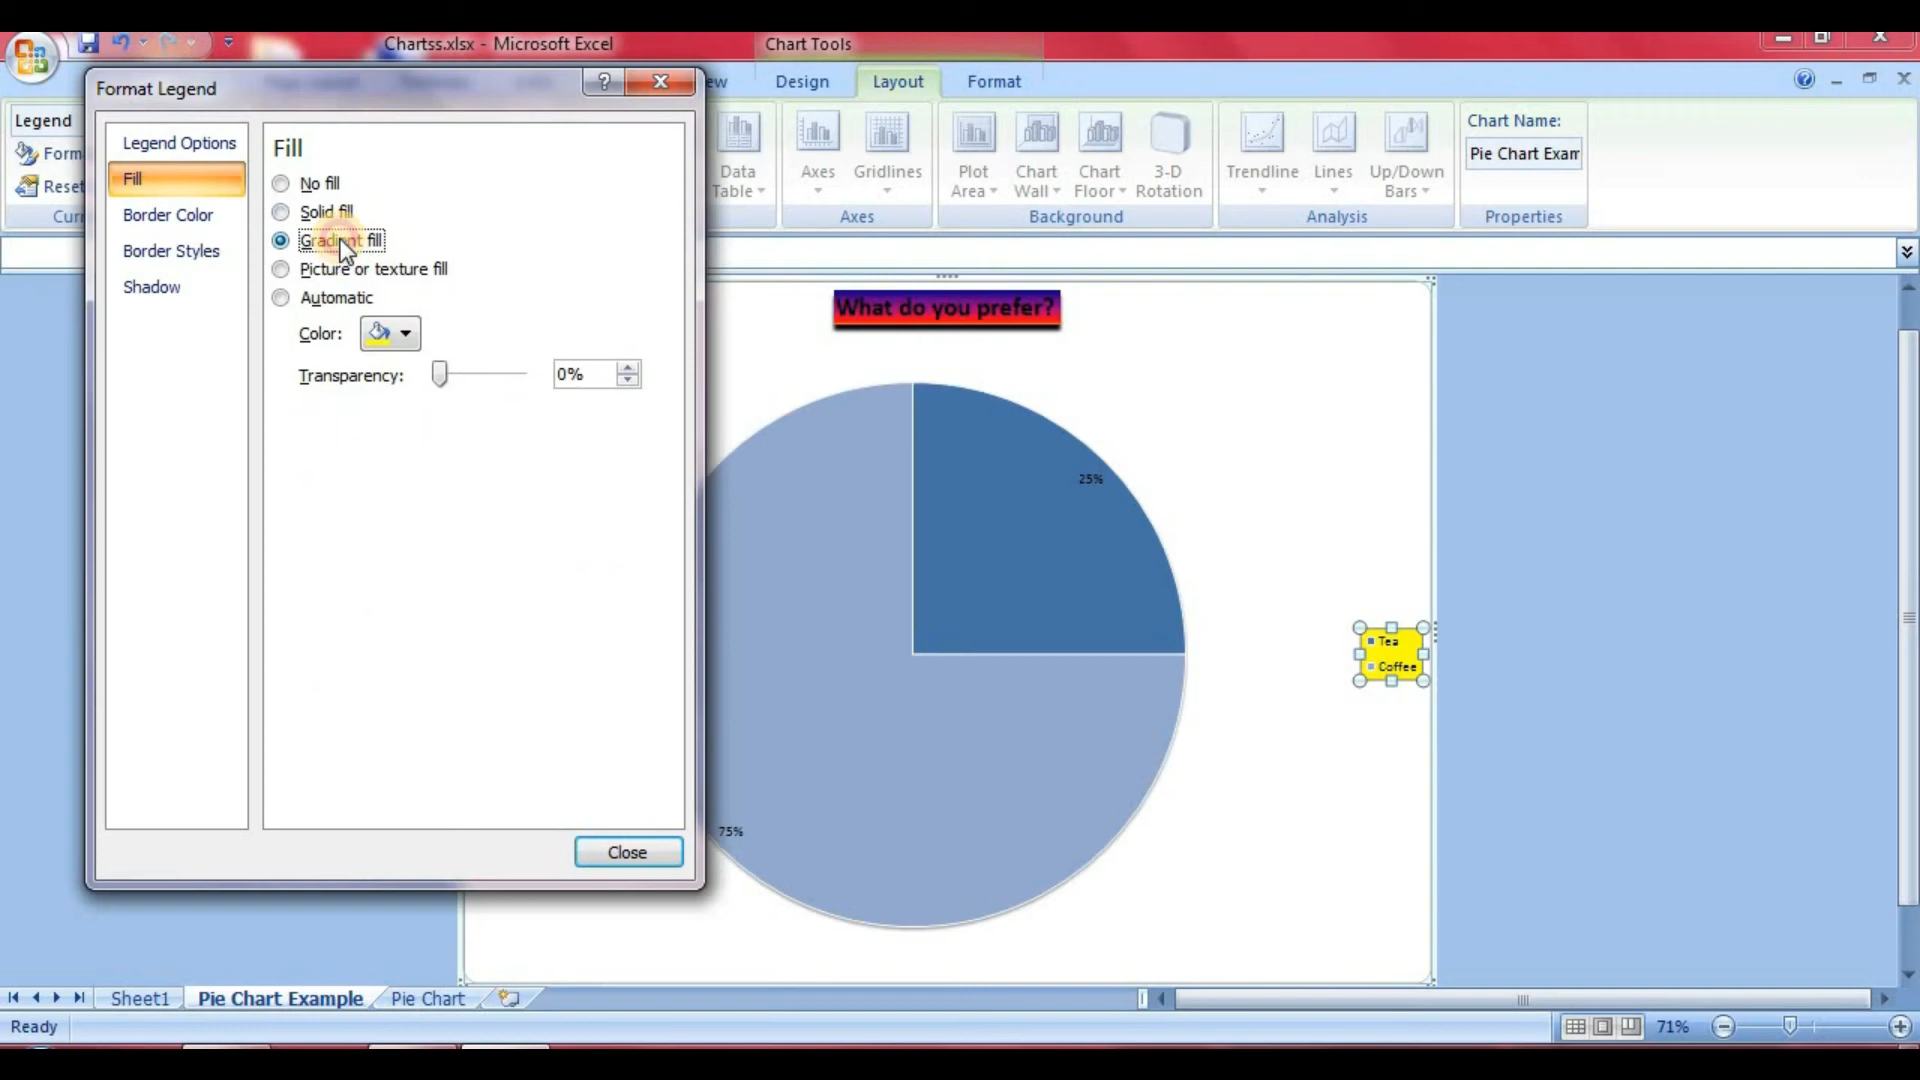 Chartss.xlsx - Microsoft Excel
Chart Tools
Format Legend
?
Design
Layout
Format
Legend
Reset
Legend Options
Fill
Border Color
Border Styles
Shadow
Fill
No fill
Solid fill
Gradient fill
Picture or texture fill
Automatic
Color:
Transparency:
0%
Close
Data
Table
Axes
Gridlines
Axes
Plot
Area
Chart
Wall
Chart
Floor
3-D
Rotation
Background
Trendline
Lines
Up/Down
Bars
Analysis
Chart Name:
Pie Chart Exam
Properties
What do you prefer?
25%
75%
Tea
Coffee
Sheet1
Pie Chart Example
Pie Chart
Ready
71%